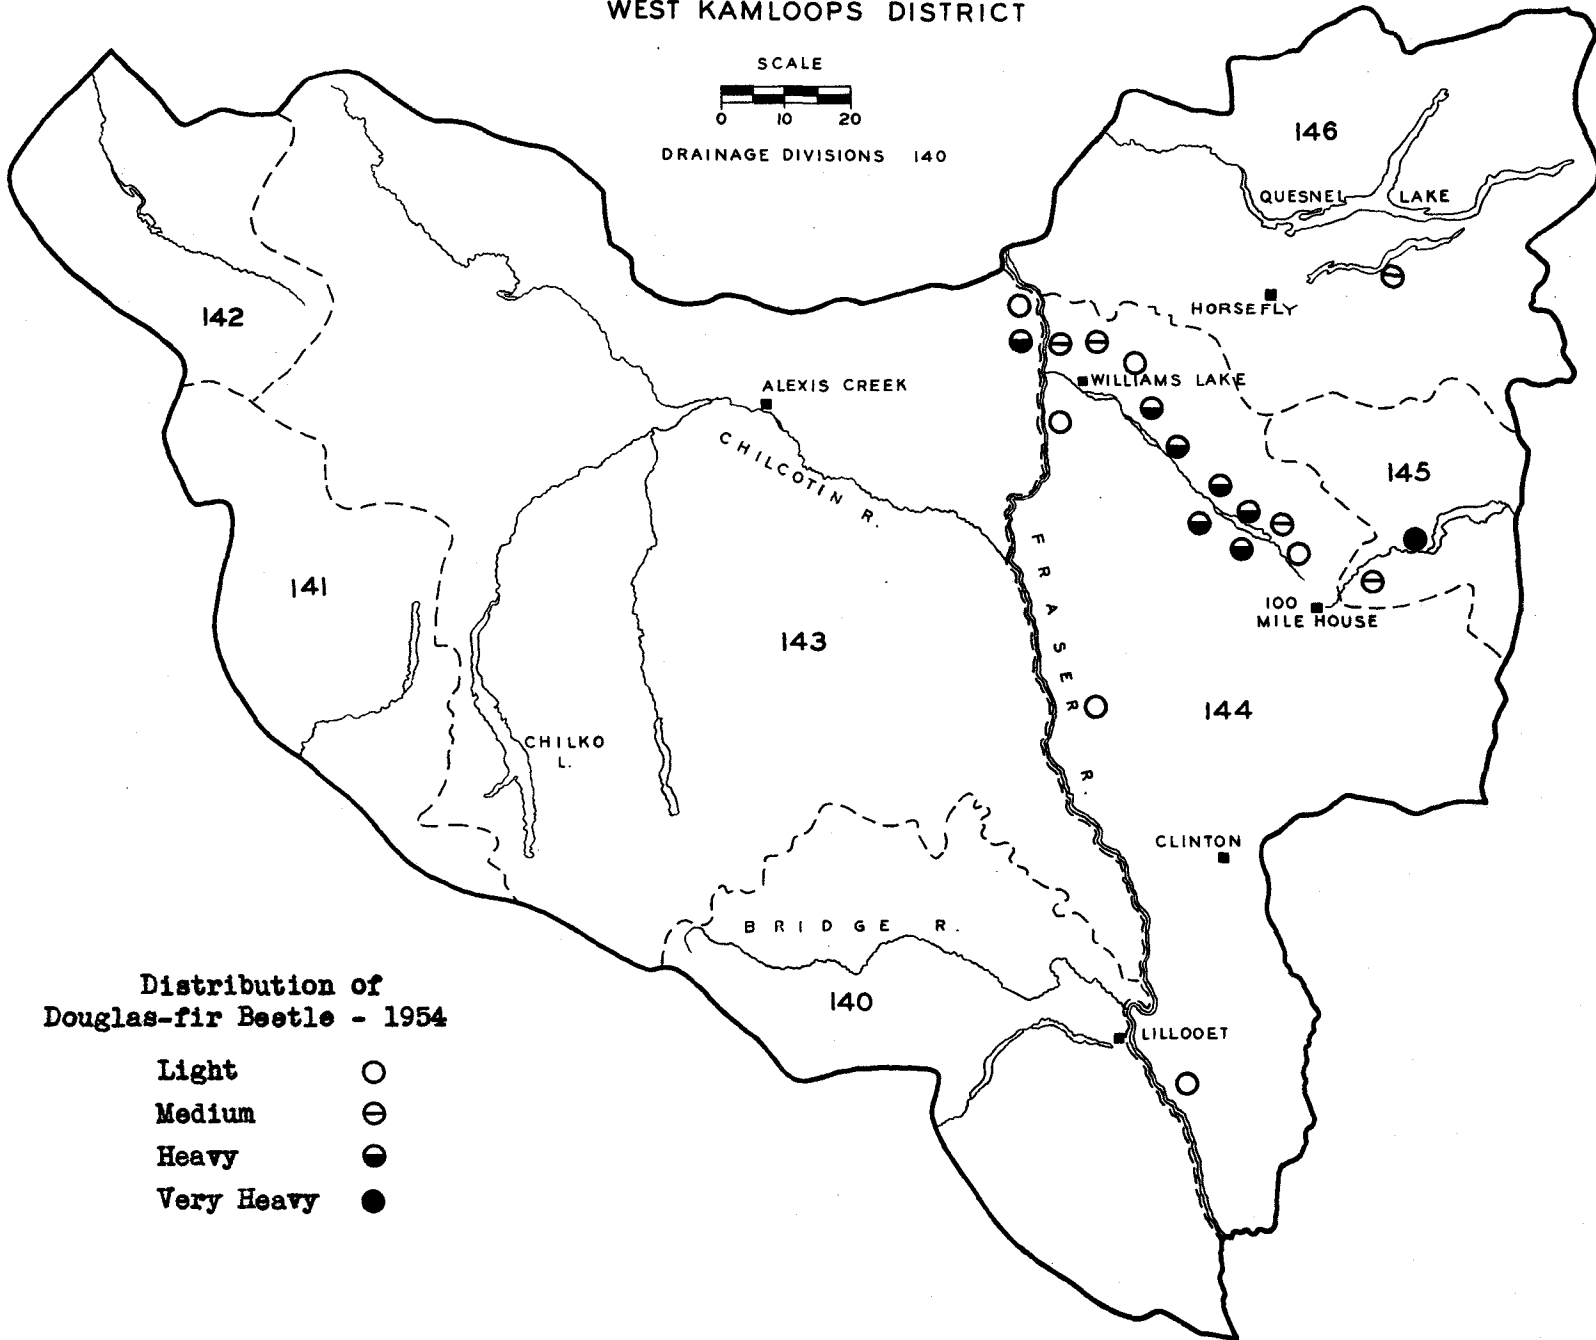 WEST KAMLOOPS DISTRICT
SCALE
0 10 20
DRAINAGE DIVISIONS 140
146
QUESNEL LAKE
HORSEFLY
142
WILLIAMS LAKE
ALEXIS CREEK
CHILCOTIN R.
145
FRASER R.
141
100
MILE HOUSE
143
144
CHILKO
L.
CLINTON
BRIDGE R.
140
LILLOOET
Distribution of
Douglas-fir Beetle - 1954
Light
Medium
Heavy
Very Heavy